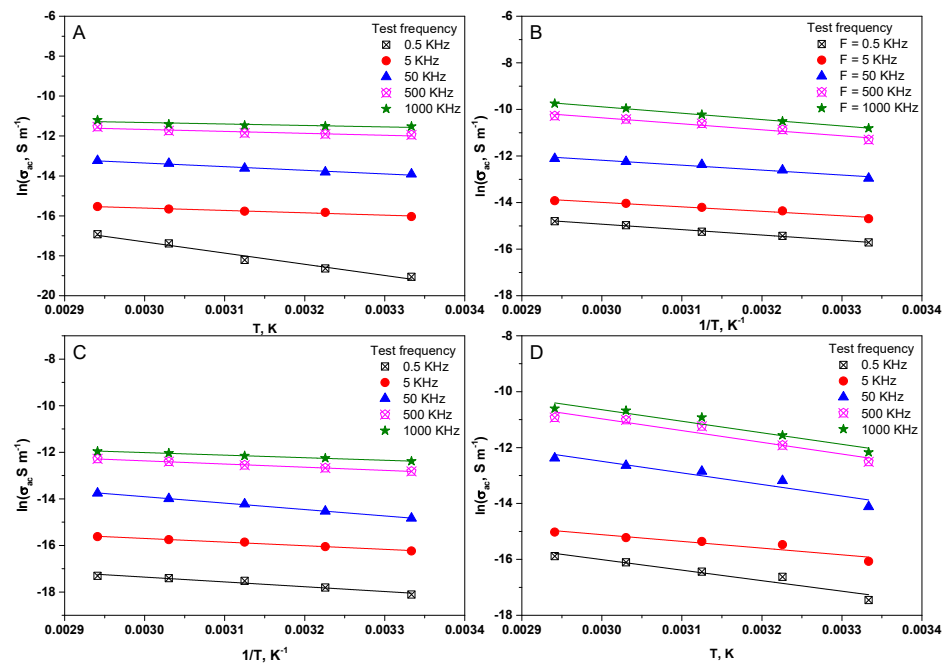 A
Test frequency
0.5 KHz
5 KHz
50 KHz
500 KHz
1000 KHz
-6
-8
-10
-12
-14
-16
-18
-20
ln(σac, S m-1)
0.0029 0.0030 0.0031 0.0032 0.0033 0.0034
T, K
B
Test frequency
F = 0.5 KHz
F = 5 KHz
F = 50 KHz
F = 500 KHz
F = 1000 KHz
-6
-8
-10
-12
-14
-16
-18
ln(σac, S m-1)
0.0029 0.0030 0.0031 0.0032 0.0033 0.0034
1/T, K-1
C
Test frequency
0.5 KHz
5 KHz
50 KHz
500 KHz
1000 KHz
-8
-10
-12
-14
-16
-18
ln(σac, S m-1)
0.0029 0.0030 0.0031 0.0032 0.0033 0.0034
1/T, K-1
D
Test frequency
0.5 KHz
5 KHz
50 KHz
500 KHz
1000 KHz
-8
-10
-12
-14
-16
-18
ln(σac, S m-1)
0.0029 0.0030 0.0031 0.0032 0.0033 0.0034
T, K